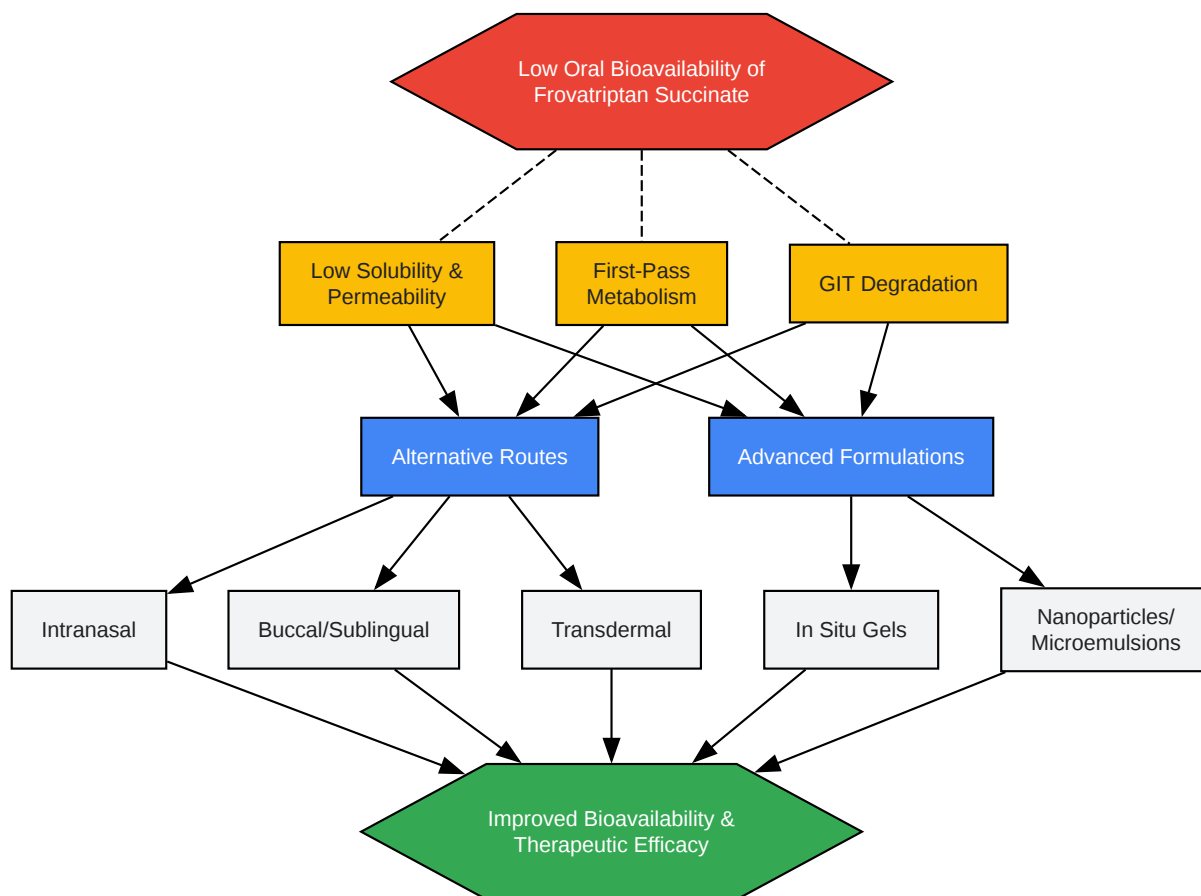 Low Oral Bioavailability of
Frovatriptan Succinate
Low Solubility &
Permeability
First-Pass
Metabolism
GIT Degradation
Alternative Routes
Advanced Formulations
Intranasal
Buccal/Sublingual
Transdermal
In Situ Gels
Nanoparticles/
Microemulsions
Improved Bioavailability &
Therapeutic Efficacy